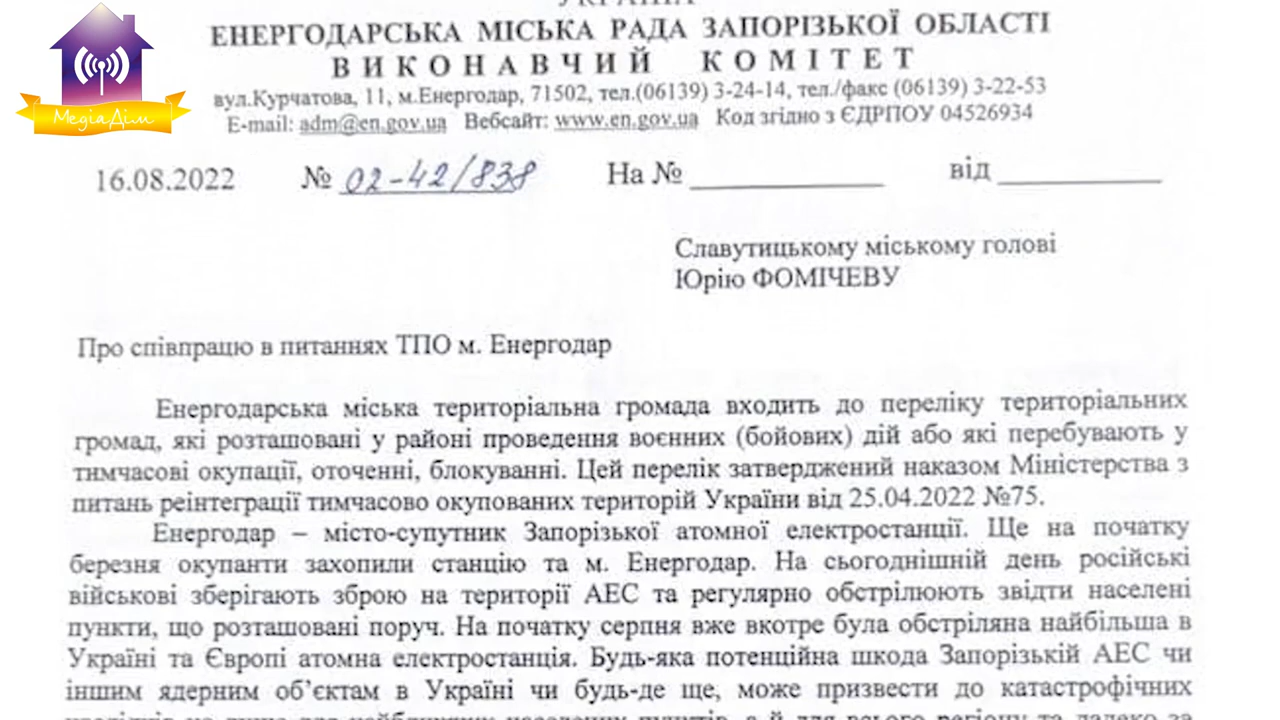 МедіаДім
УКРАЇНА
ЕНЕРГОДАРСЬКА МІСЬКА РАДА ЗАПОРІЗЬКОЇ ОБЛАСТІ
ВИКОНАВЧИЙ КОМІТЕТ
вул.Курчатова, 11, м.Енергодар, 71502, тел.(06139) 3-24-14, тел./факс (06139) 3-22-53
E-mail: adm@en.gov.ua Вебсайт: www.en.gov.ua Код згідно з ЄДРПОУ 04526934
16.08.2022 № 02-42/838 На № ____________ від ____________
Славутицькому міському голові
Юрію ФОМІЧЕВУ
Про співпрацю в питаннях ТПО м. Енергодар
Енергодарська міська територіальна громада входить до переліку територіальних
громад, які розташовані у районі проведення воєнних (бойових) дій або які перебувають у
тимчасові окупації, оточенні, блокуванні. Цей перелік затверджений наказом Міністерства з
питань реінтеграції тимчасово окупованих територій України від 25.04.2022 №75.
Енергодар – місто-супутник Запорізької атомної електростанції. Ще на початку
березня окупанти захопили станцію та м. Енергодар. На сьогоднішній день російські
військові зберігають зброю на території АЕС та регулярно обстрілюють звідти населені
пункти, що розташовані поруч. На початку серпня вже вкотре була обстріляна найбільша в
Україні та Європі атомна електростанція. Будь-яка потенційна шкода Запорізькій АЕС чи
іншим ядерним об’єктам в Україні чи будь-де ще, може призвести до катастрофічних